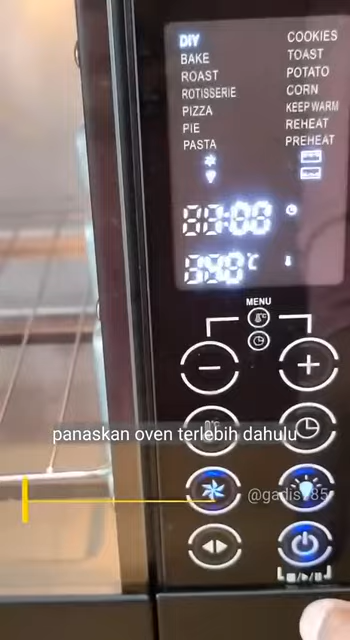 DIY
COOKIES
BAKE
TOAST
ROAST
POTATO
ROTISSERIE
CORN
PIZZA
KEEP WARM
PIE
REHEAT
PASTA
PREHEAT
MENU
panaskan oven terlebih dahulu